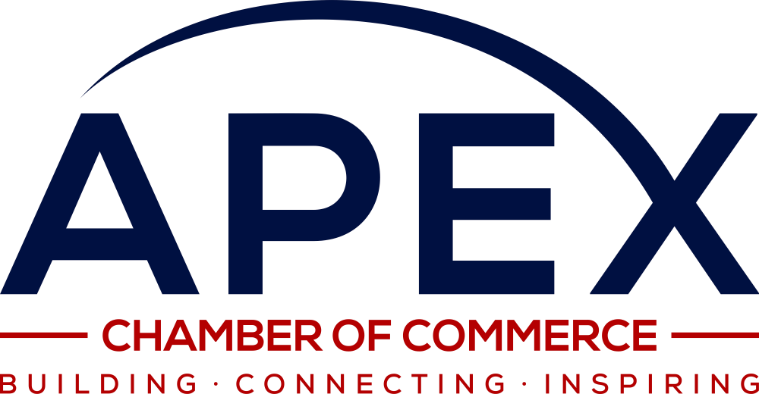 APEX
CHAMBER OF COMMERCE
BUILDING · CONNECTING · INSPIRING